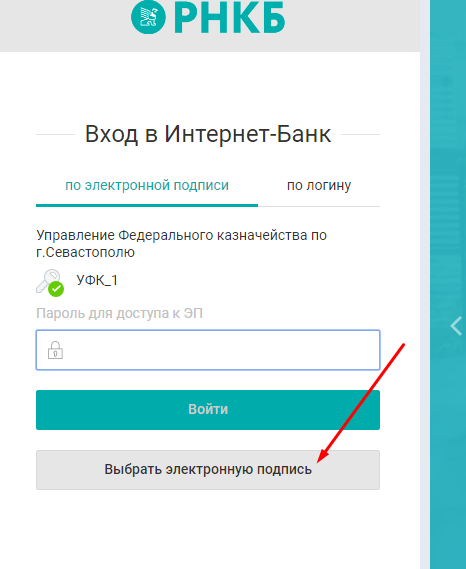 РНКБ
Вход в Интернет-Банк
по электронной подписи
по логину
Управление Федерального казначейства по
г.Севастополю
УФК_1
Пароль для доступа к ЭП
Войти
Выбрать электронную подпись